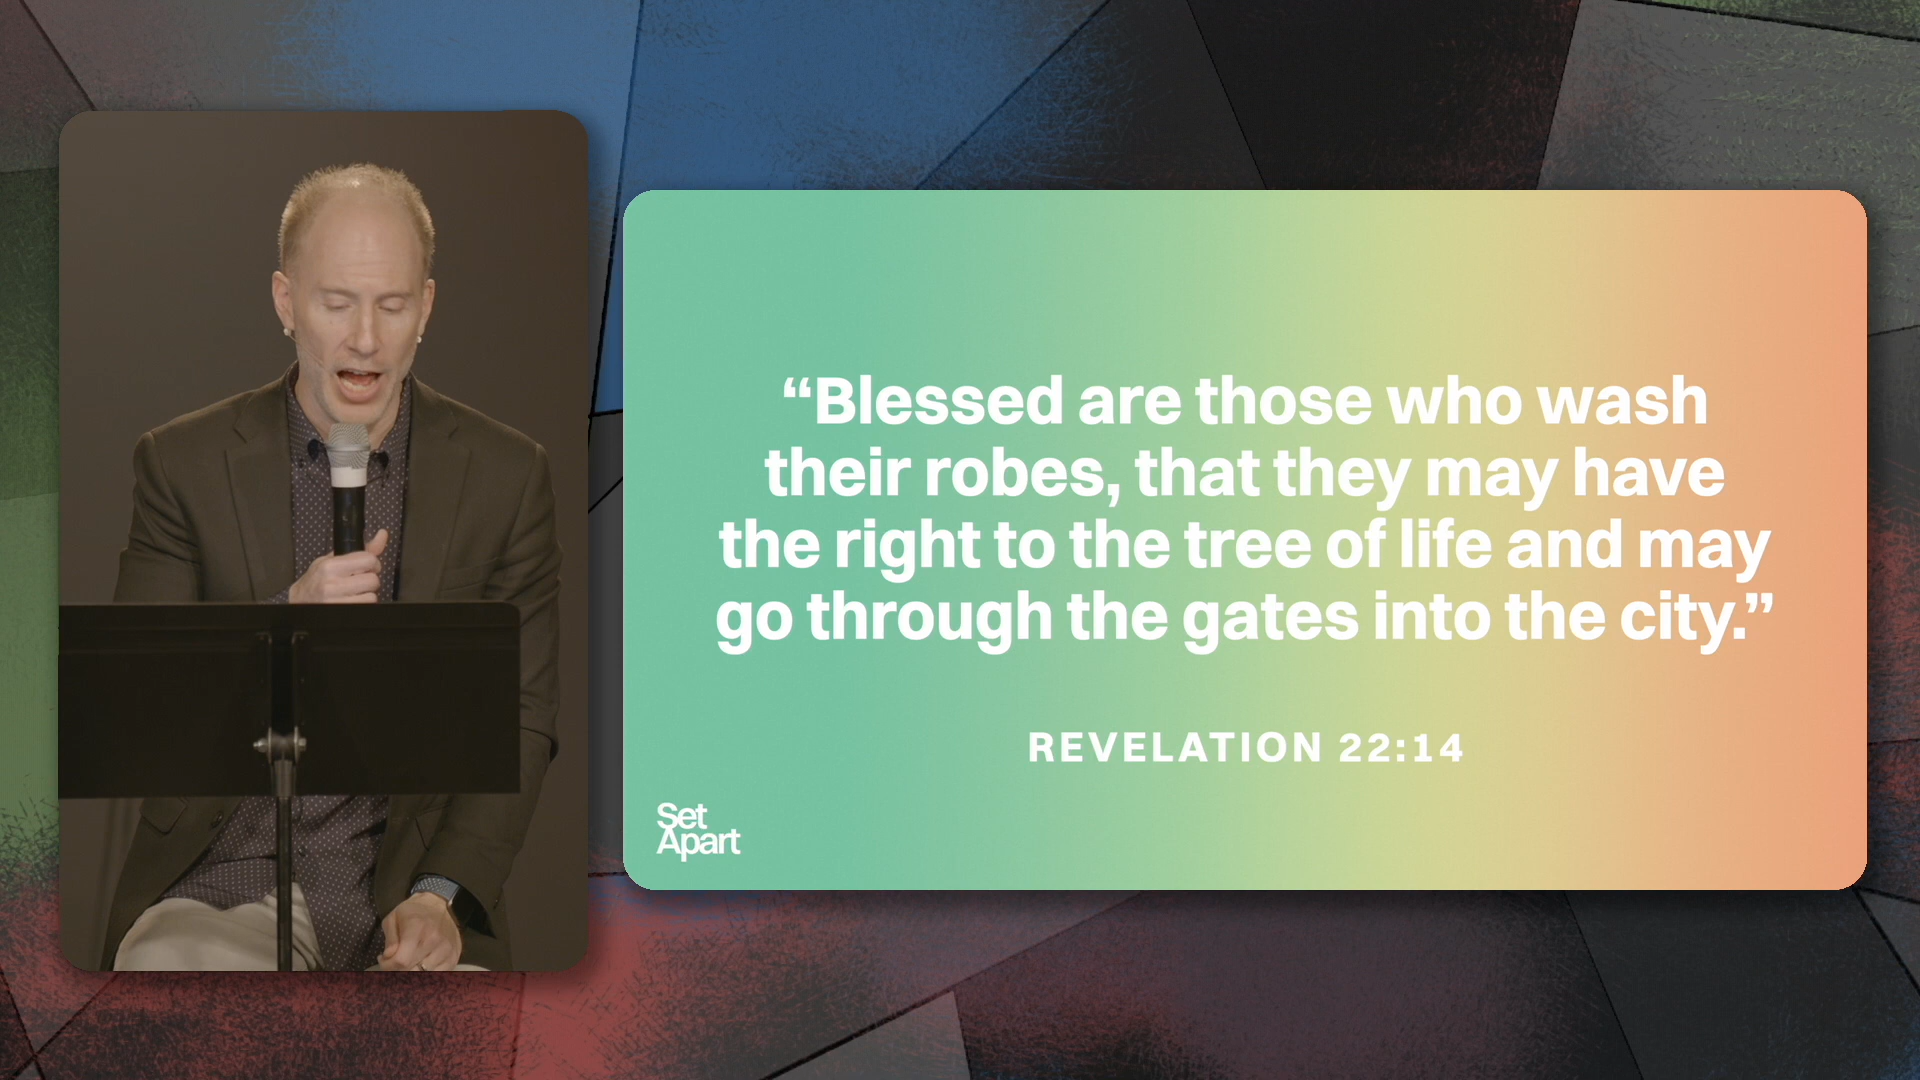 “Blessed are those who wash
their robes, that they may have
the right to the tree of life and may
go through the gates into the city.”
REVELATION 22:14
Set
Apart